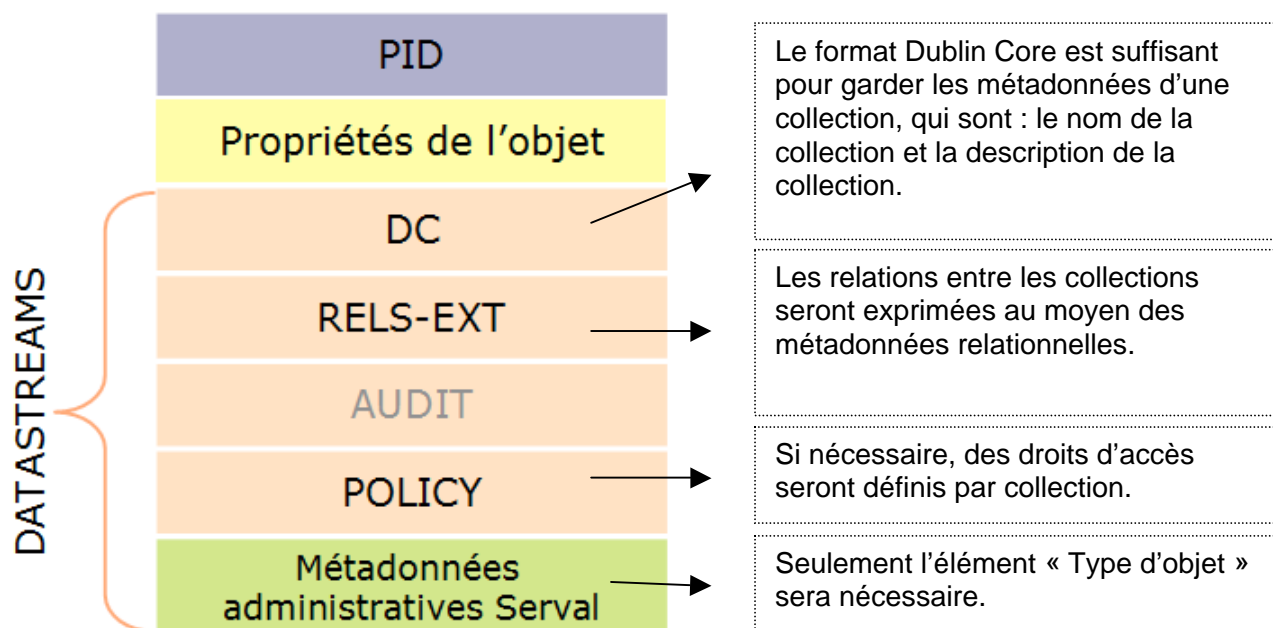 PID
Propriétés de l'objet
DC
RELS-EXT
AUDIT
POLICY
Métadonnées
administratives Serval
DATASTREAMS
Le format Dublin Core est suffisant
pour garder les métadonnées d'une
collection, qui sont : le nom de la
collection et la description de la
collection.
Les relations entre les collections
seront exprimées au moyen des
métadonnées relationnelles.
Si nécessaire, des droits d'accès
seront définis par collection.
Seulement l'élément « Type d'objet »
sera nécessaire.